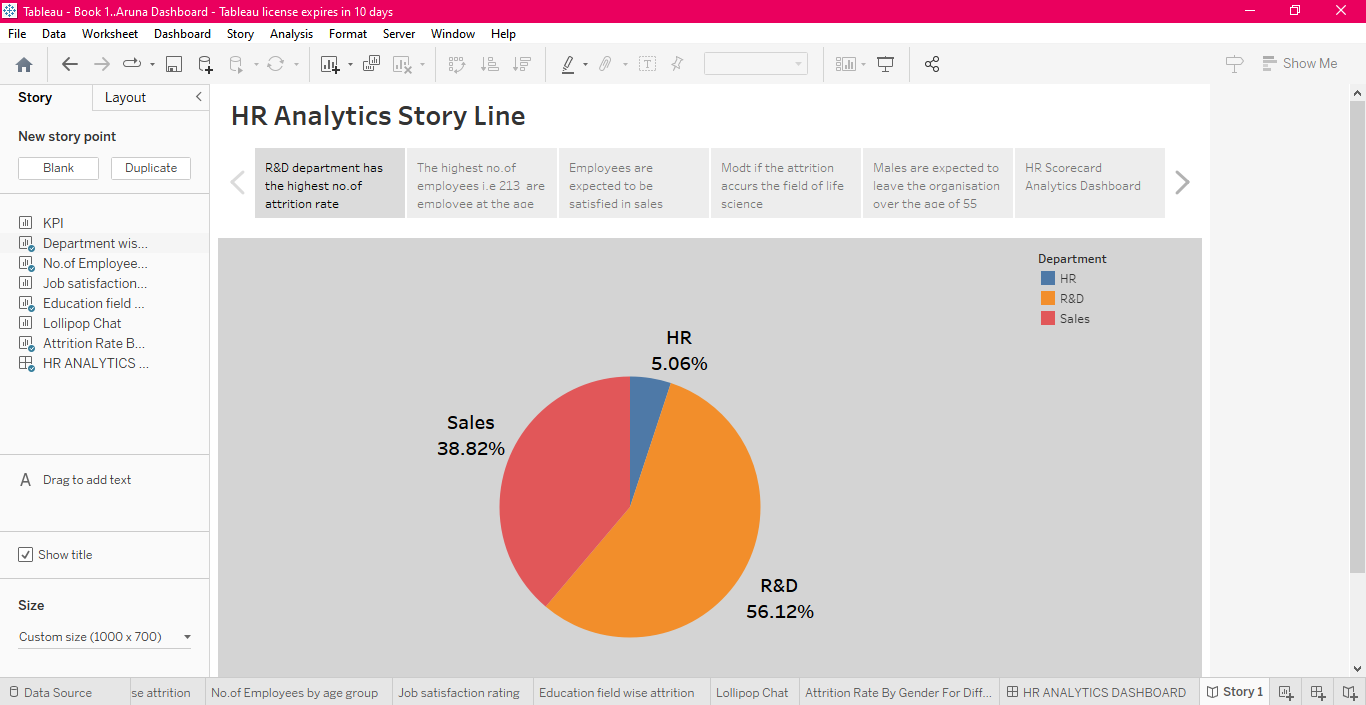 Tableau - Book 1..Aruna Dashboard - Tableau license expires in 10 days
File Data Worksheet Dashboard Story Analysis Format Server Window Help
Show Me
Story Layout
New story point
Blank Duplicate
KPI
Department wis...
No.of Employee...
Job satisfaction...
Education field ...
Lollipop Chat
Attrition Rate B...
HR ANALYTICS ...
A Drag to add text
Show title
Size
Custom size (1000 x 700)
HR Analytics Story Line
R&D department has
the highest no.of
attrition rate
The highest no.of
employees i.e 213 are
employee at the age
Employees are
expected to be
satisfied in sales
Modt if the attrition
accurs the field of life
science
Males are expected to
leave the organisation
over the age of 55
HR Scorecard
Analytics Dashboard
Department
HR
R&D
Sales
HR
5.06%
Sales
38.82%
R&D
56.12%
Data Source se attrition No.of Employees by age group Job satisfaction rating Education field wise attrition Lollipop Chat Attrition Rate By Gender For Diff... HR ANALYTICS DASHBOARD Story 1